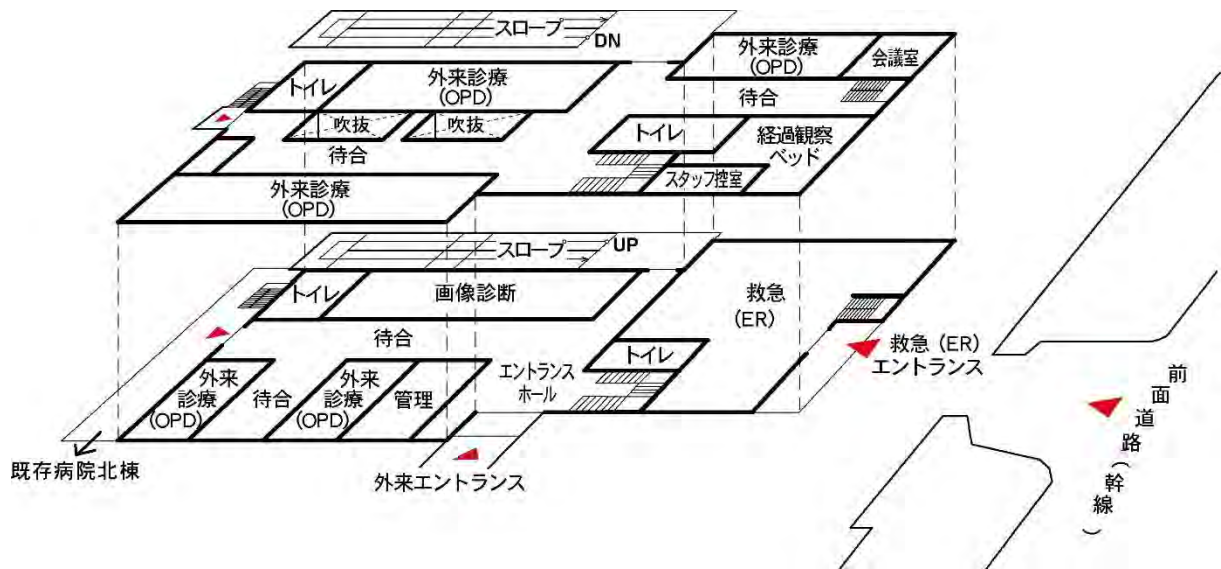 スロープ
DN
外来診療
(OPD)
会議室
トイレ
外来診療
(OPD)
待合
吹抜
吹抜
トイレ
経過観察
ベッド
待合
スタッフ控室
外来診療
(OPD)
スロープ
UP
トイレ
画像診断
救急
(ER)
待合
トイレ
救急（ER）
エントランス
外来
診療
(OPD)
待合
外来
診療
(OPD)
管理
エントランス
ホール
前面道路（幹線）
既存病院北棟
外来エントランス